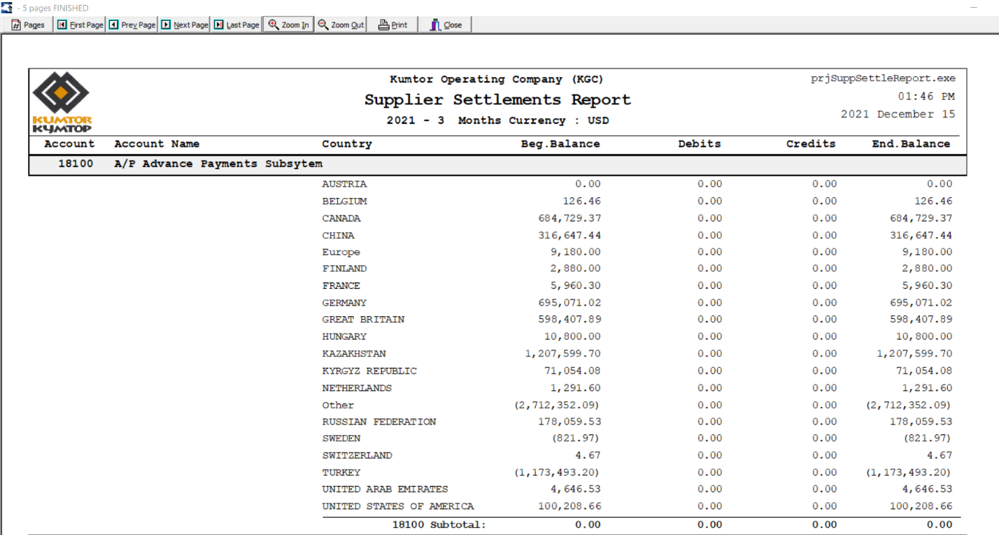 - 5 pages FINISHED
Pages First Page Prev Page Next Page Last Page Zoom In Zoom Out Print Close
Kumtor Operating Company (KGC) prjSuppSettleReport.exe
Supplier Settlements Report 01:46 PM
2021 - 3 Months Currency : USD 2021 December 15
KUMTOR
КУМТОР
Account Account Name Country Beg.Balance Debits Credits End.Balance
18100 A/P Advance Payments Subsytem
AUSTRIA 0.00 0.00 0.00 0.00
BELGIUM 126.46 0.00 0.00 126.46
CANADA 684,729.37 0.00 0.00 684,729.37
CHINA 316,647.44 0.00 0.00 316,647.44
Europe 9,180.00 0.00 0.00 9,180.00
FINLAND 2,880.00 0.00 0.00 2,880.00
FRANCE 5,960.30 0.00 0.00 5,960.30
GERMANY 695,071.02 0.00 0.00 695,071.02
GREAT BRITAIN 598,407.89 0.00 0.00 598,407.89
HUNGARY 10,800.00 0.00 0.00 10,800.00
KAZAKHSTAN 1,207,599.70 0.00 0.00 1,207,599.70
KYRGYZ REPUBLIC 71,054.08 0.00 0.00 71,054.08
NETHERLANDS 1,291.60 0.00 0.00 1,291.60
Other (2,712,352.09) 0.00 0.00 (2,712,352.09)
RUSSIAN FEDERATION 178,059.53 0.00 0.00 178,059.53
SWEDEN (821.97) 0.00 0.00 (821.97)
SWITZERLAND 4.67 0.00 0.00 4.67
TURKEY (1,173,493.20) 0.00 0.00 (1,173,493.20)
UNITED ARAB EMIRATES 4,646.53 0.00 0.00 4,646.53
UNITED STATES OF AMERICA 100,208.66 0.00 0.00 100,208.66
18100 Subtotal: 0.00 0.00 0.00 0.00